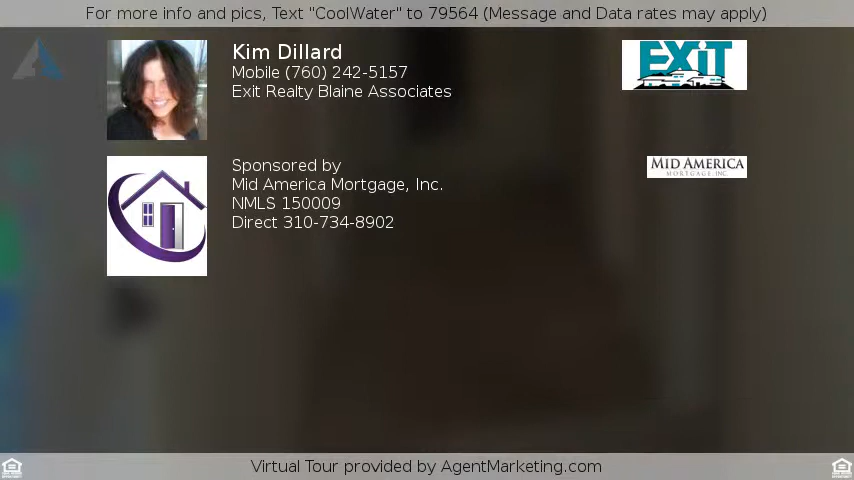 For more info and pics, Text "CoolWater" to 79564 (Message and Data rates may apply)
Kim Dillard
Mobile (760) 242-5157
Exit Realty Blaine Associates
EXiT
Sponsored by
Mid America Mortgage, Inc.
NMLS 150009
Direct 310-734-8902
MID AMERICA
MORTGAGE INC.
Virtual Tour provided by AgentMarketing.com